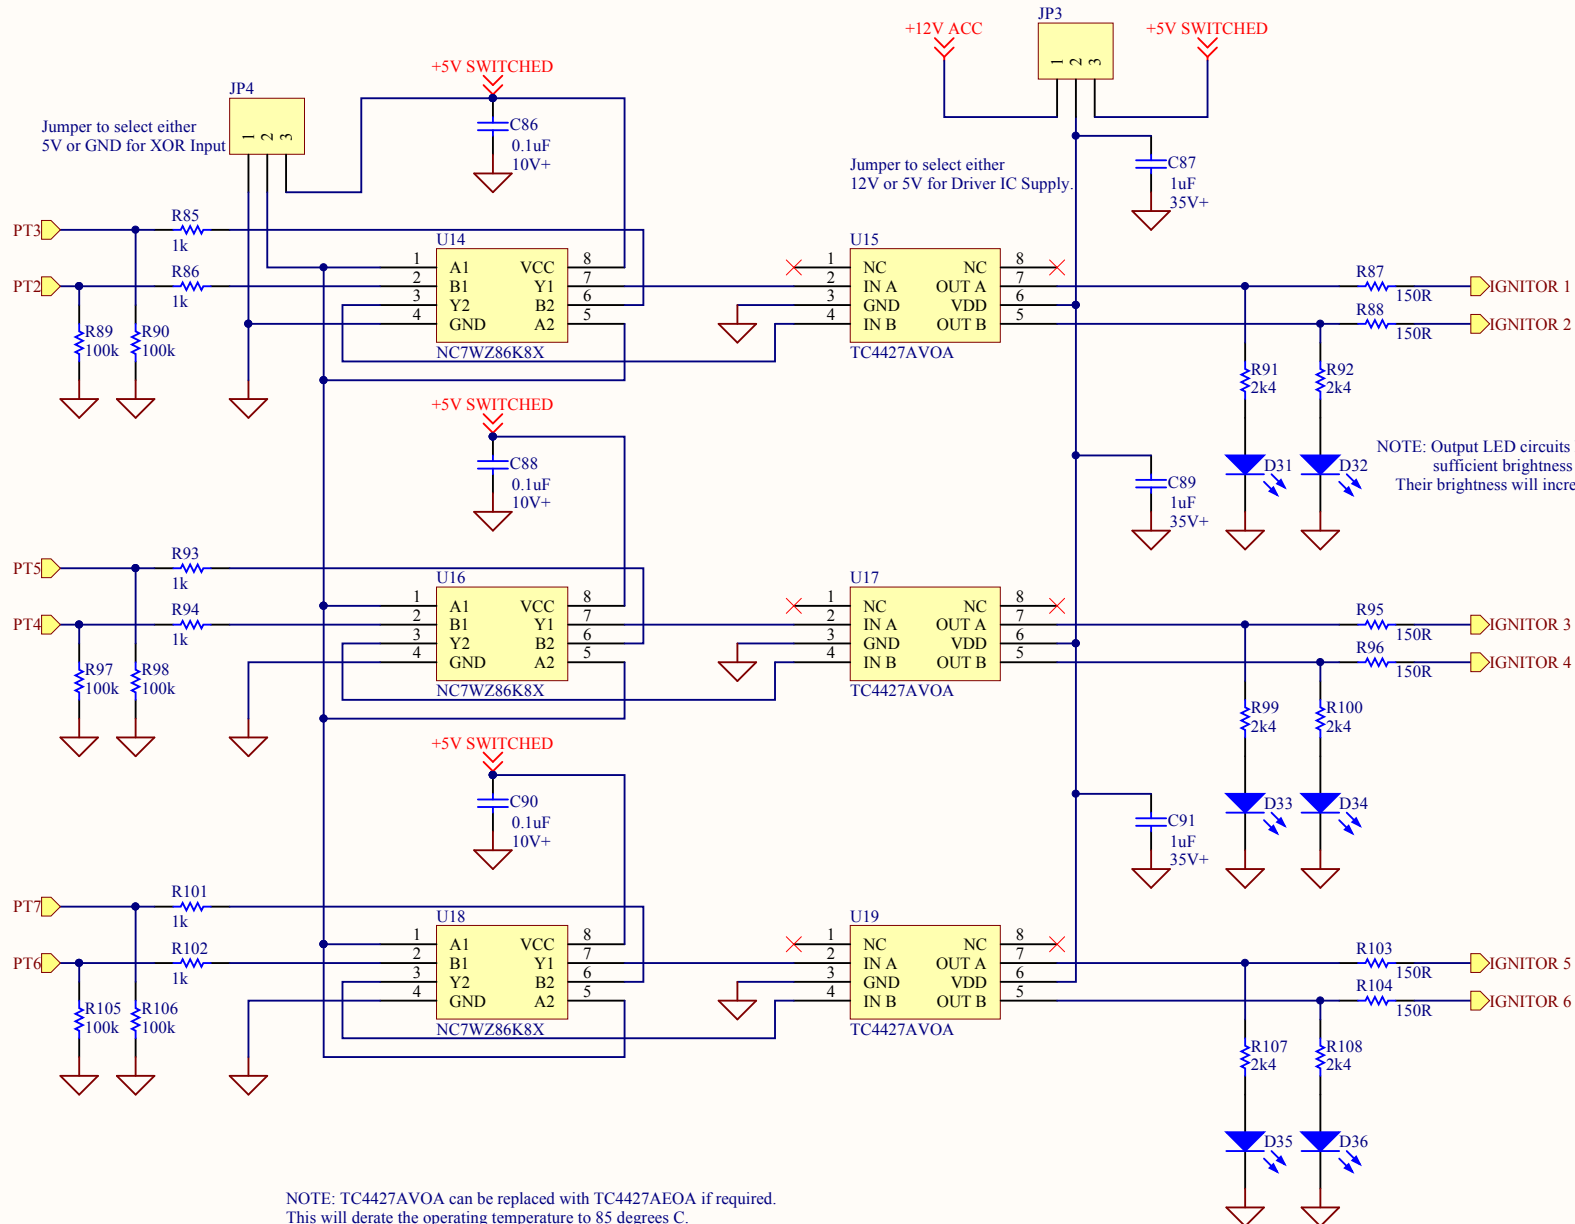 +12V ACC
JP3
+5V SWITCHED
1 2 3
+5V SWITCHED
JP4
1 2 3
Jumper to select either
5V or GND for XOR Input
C86
0.1uF
10V+
Jumper to select either
12V or 5V for Driver IC Supply.
C87
1uF
35V+
PT3
R85
1k
PT2
R86
1k
R89
100k
R90
100k
U14
1 A1 VCC 8
2 B1 Y1 7
3 Y2 B2 6
4 GND A2 5
NC7WZ86K8X
U15
1 NC NC 8
2 IN A OUT A 7
3 GND VDD 6
4 IN B OUT B 5
TC4427AVOA
R87
150R
IGNITOR 1
R88
150R
IGNITOR 2
R91
2k4
R92
2k4
D31
D32
NOTE: Output LED circuits
sufficient brightness
Their brightness will incre
+5V SWITCHED
C88
0.1uF
10V+
C89
1uF
35V+
PT5
R93
1k
PT4
R94
1k
R97
100k
R98
100k
U16
1 A1 VCC 8
2 B1 Y1 7
3 Y2 B2 6
4 GND A2 5
NC7WZ86K8X
U17
1 NC NC 8
2 IN A OUT A 7
3 GND VDD 6
4 IN B OUT B 5
TC4427AVOA
R95
150R
IGNITOR 3
R96
150R
IGNITOR 4
R99
2k4
R100
2k4
D33
D34
+5V SWITCHED
C90
0.1uF
10V+
C91
1uF
35V+
PT7
R101
1k
PT6
R102
1k
R105
100k
R106
100k
U18
1 A1 VCC 8
2 B1 Y1 7
3 Y2 B2 6
4 GND A2 5
NC7WZ86K8X
U19
1 NC NC 8
2 IN A OUT A 7
3 GND VDD 6
4 IN B OUT B 5
TC4427AVOA
R103
150R
IGNITOR 5
R104
150R
IGNITOR 6
R107
2k4
R108
2k4
D35
D36
NOTE: TC4427AVOA can be replaced with TC4427AEOA if required.
This will derate the operating temperature to 85 degrees C.